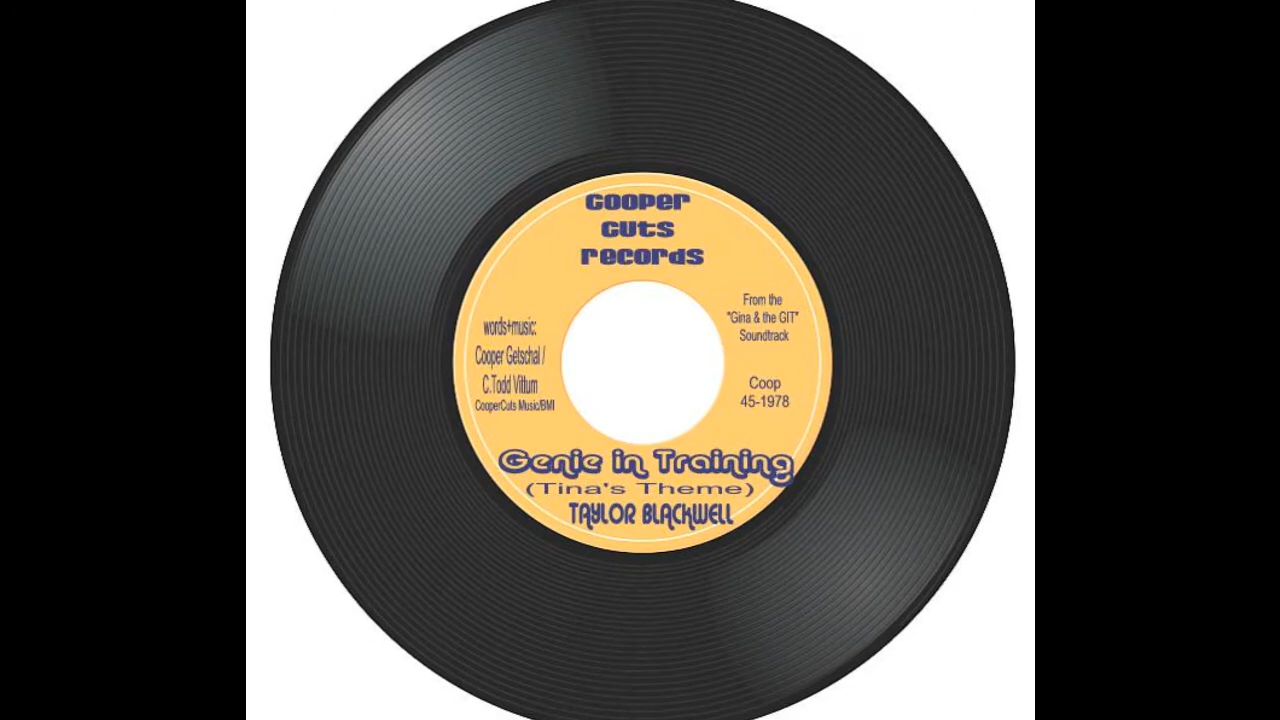 Cooper
Cuts
Records
From the
"Gina & the GIT"
Soundtrack
words+music:
Cooper Getschal /
C.Todd Vittum
CooperCuts Music/BMI
Coop
45-1978
Genie in Training
(Tina's Theme)
TAYLOR BLACKWELL